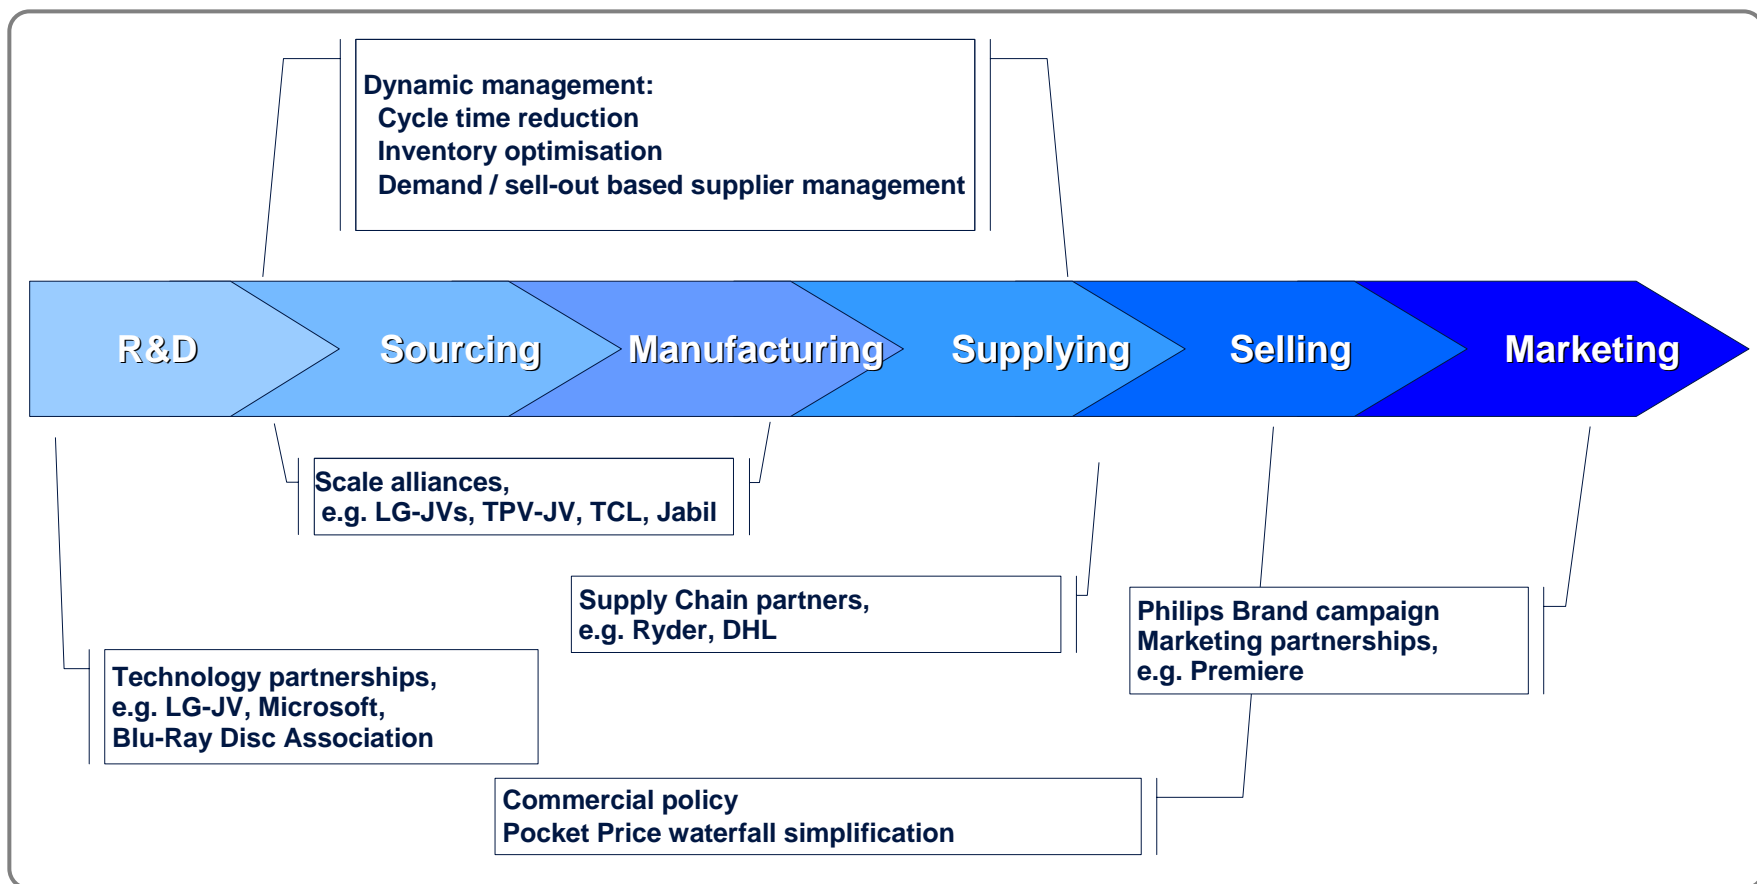 Dynamic management:
Cycle time reduction
Inventory optimisation
Demand / sell-out based supplier management
R&D
Sourcing
Manufacturing
Supplying
Selling
Marketing
Scale alliances,
e.g. LG-JVs, TPV-JV, TCL, Jabil
Supply Chain partners,
e.g. Ryder, DHL
Philips Brand campaign
Marketing partnerships,
e.g. Premiere
Technology partnerships,
e.g. LG-JV, Microsoft,
Blu-Ray Disc Association
Commercial policy
Pocket Price waterfall simplification